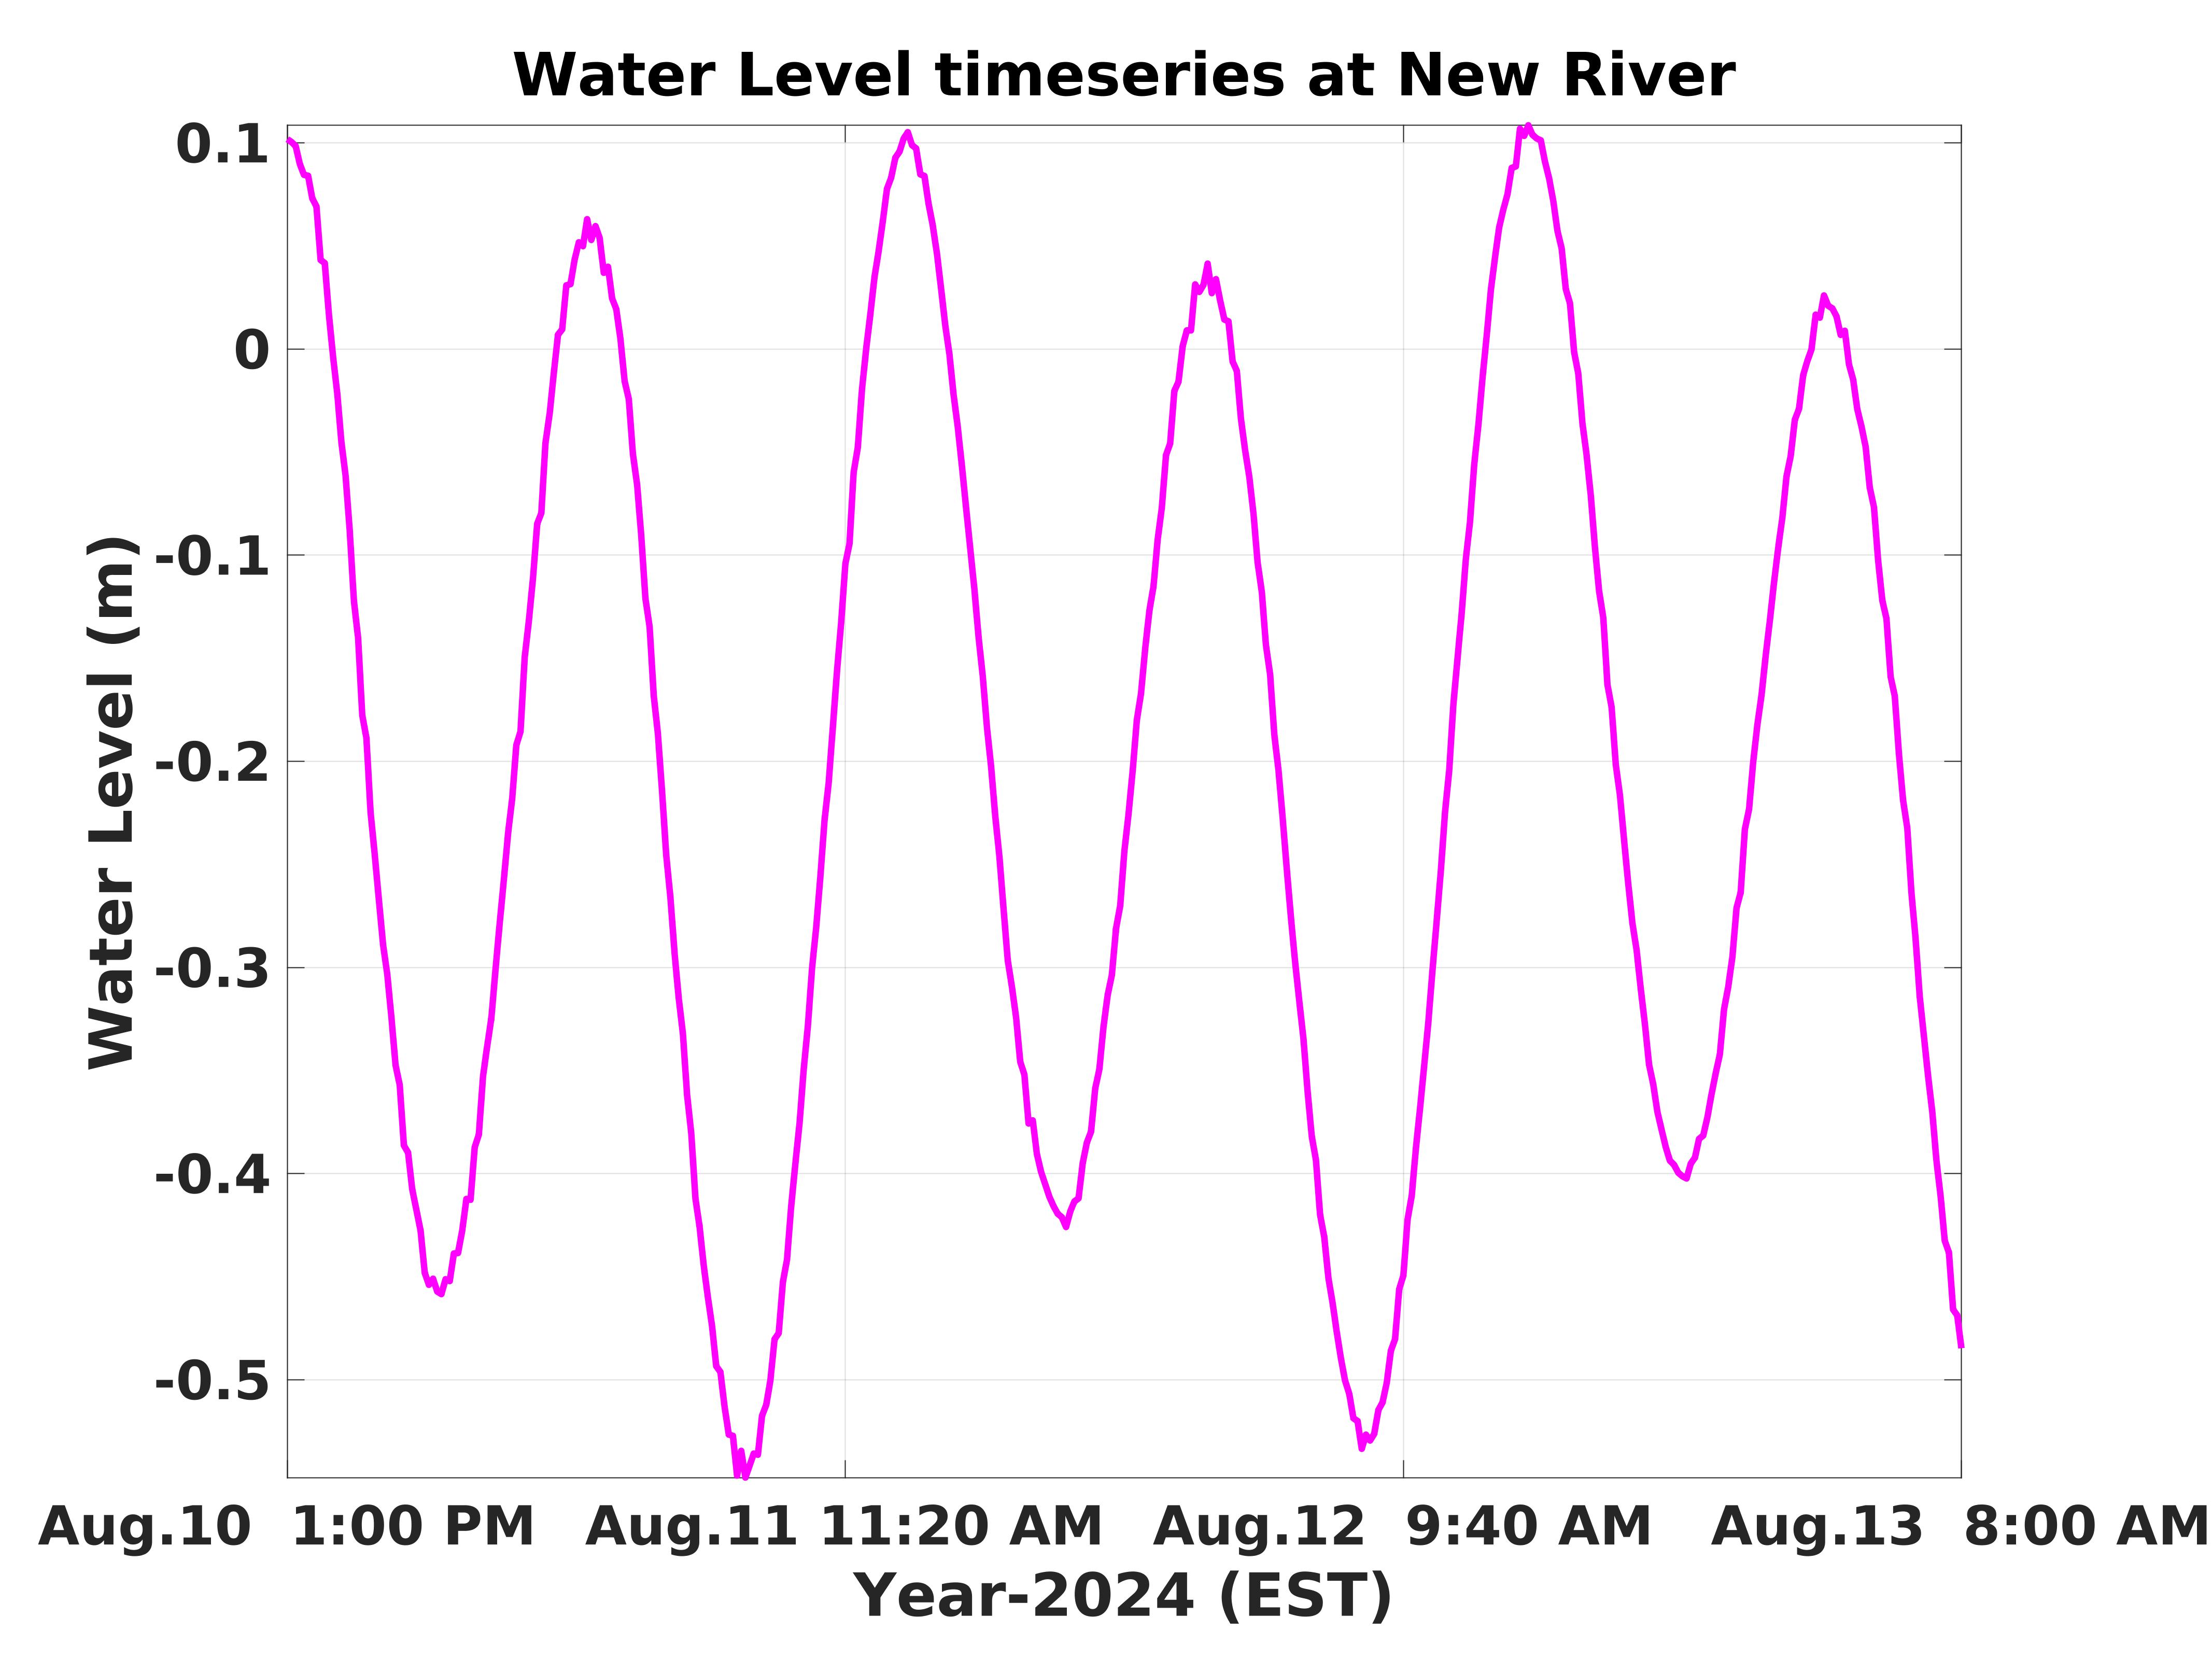 Water Level timeseries at New River
0.1
0
-0.1
-0.2
-0.3
-0.4
-0.5
Water Level (m)
Aug.10 1:00 PM Aug.11 11:20 AM Aug.12 9:40 AM Aug.13 8:00 AM
Year-2024 (EST)